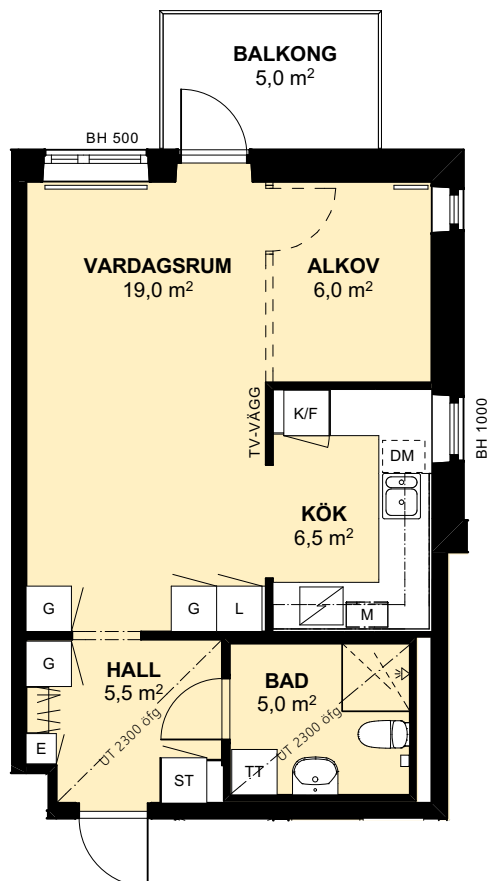 BALKONG
5,0 m²
BH 500
VARDAGSRUM
19,0 m²
ALKOV
6,0 m²
TV-VÄGG
K/F
BH 1000
DM
KÖK
6,5 m²
G
G
L
M
G
HALL
5,5 m²
BAD
5,0 m²
UT 2300 öfg
UT 2300 öfg
E
ST
TT